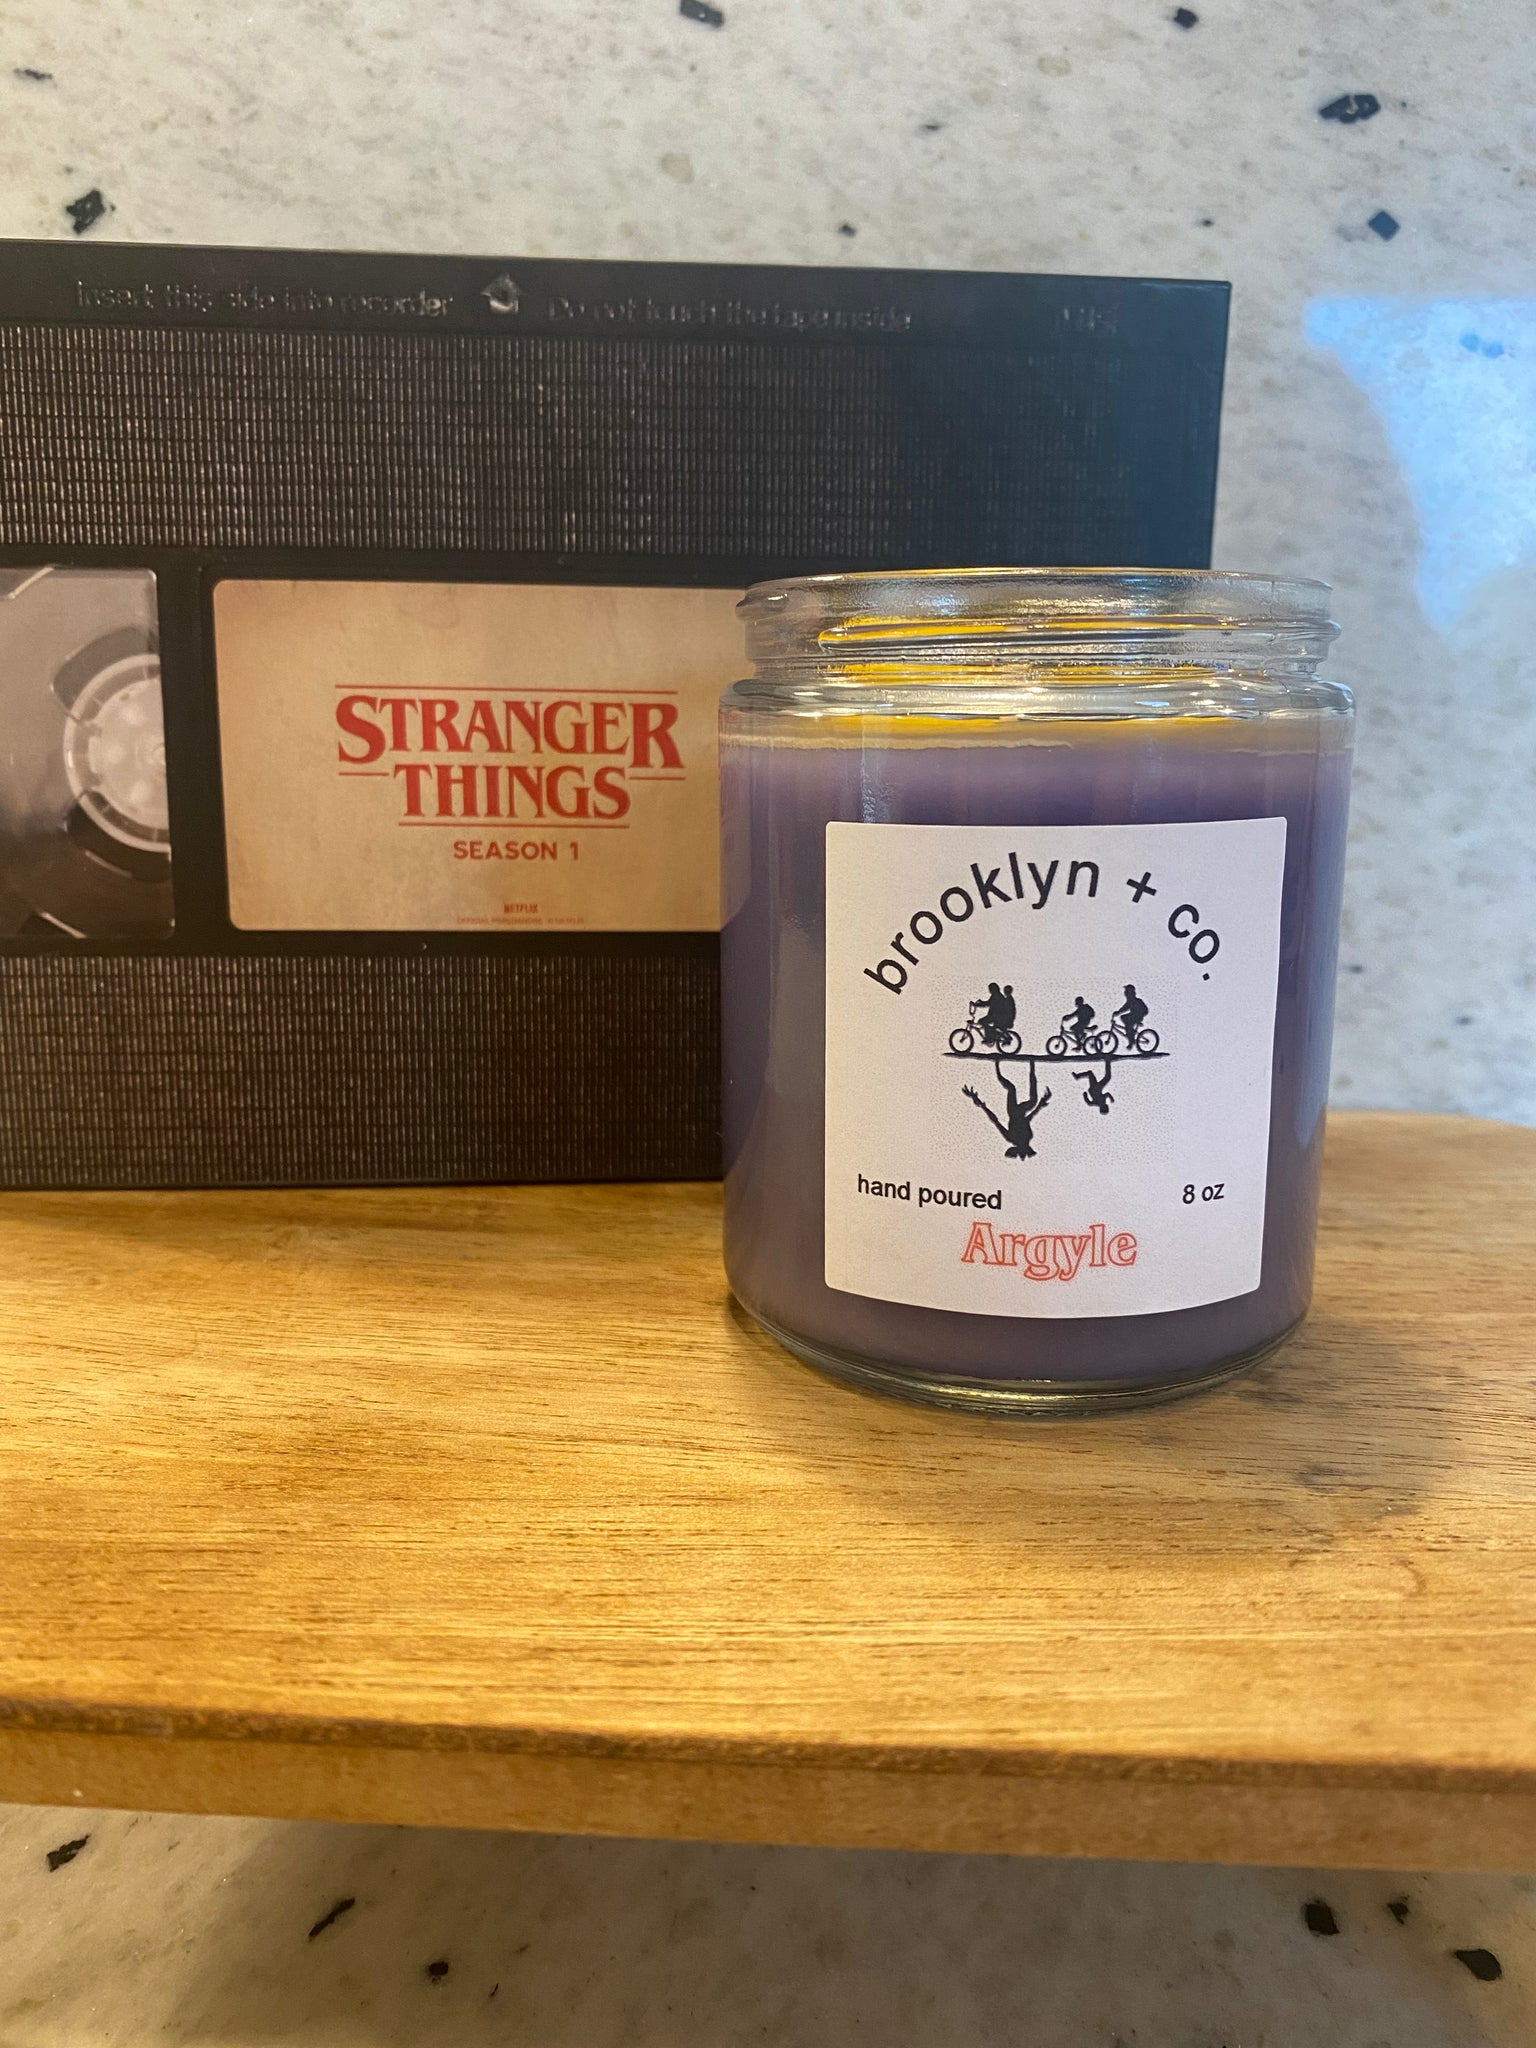 Insert this side into recorder
Do not touch the tape inside
STRANGER
THINGS
SEASON 1
NETFLIX
brooklyn + co.
hand poured
8 oz
Argyle